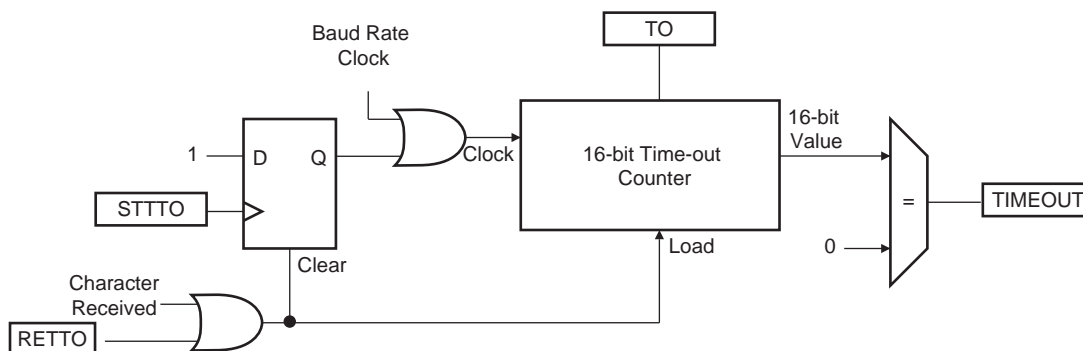 TO
Baud Rate
Clock
16-bit
Value
1
D
Q
Clock
16-bit Time-out
Counter
STTTO
=
TIMEOUT
Clear
Load
0
Character
Received
RETTO